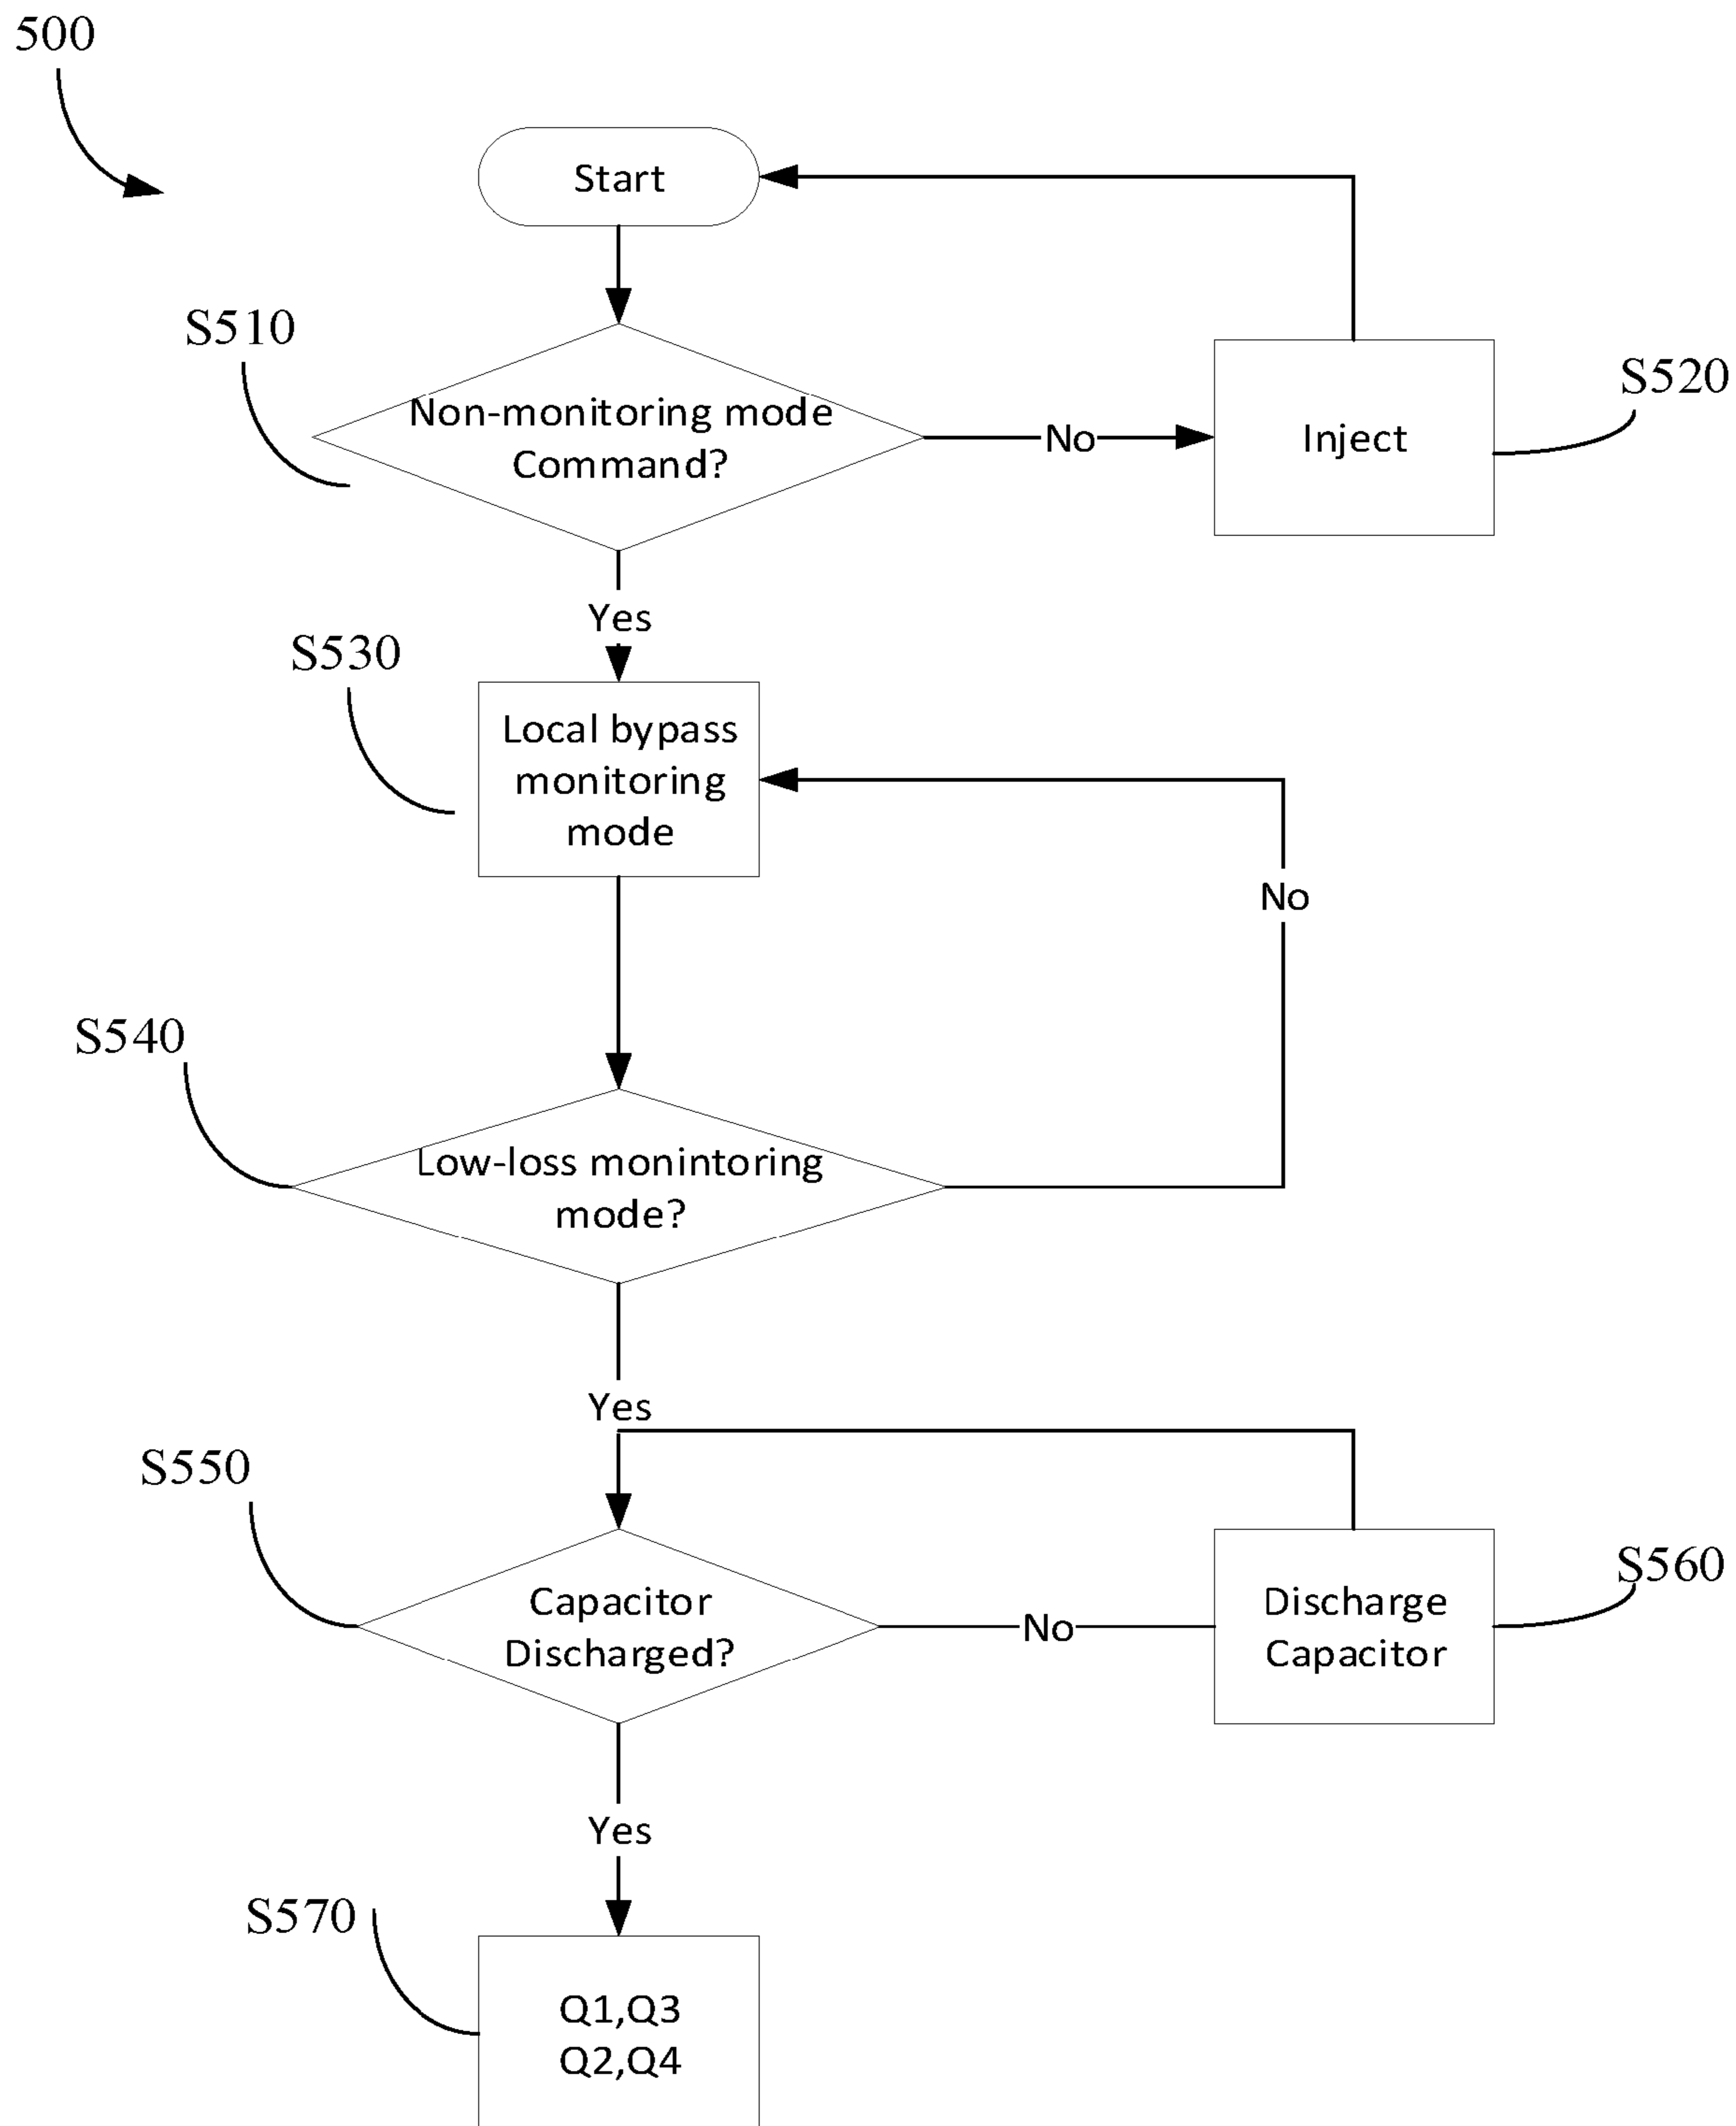 500
Start
S510
Non-monitoring mode
Command?
No
Inject
S520
Yes
S530
Local bypass
monitoring
mode
No
S540
Low-loss monintoring
mode?
Yes
S550
Capacitor
Discharged?
No
Discharge
Capacitor
S560
Yes
S570
Q1,Q3
Q2,Q4